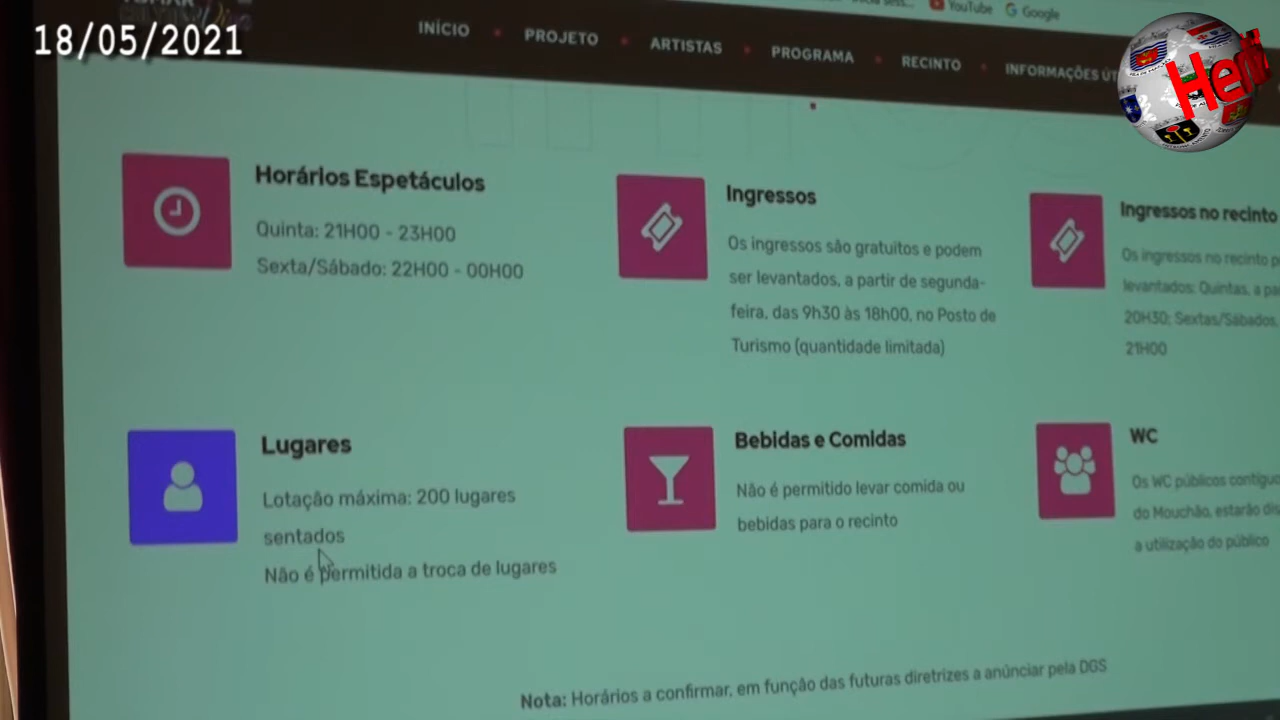 18/05/2021
YouTube
Google
INÍCIO
PROJETO
ARTISTAS
PROGRAMA
RECINTO
INFORMAÇÕES
Horários Espetáculos
Quinta: 21H00 - 23H00
Sexta/Sábado: 22H00 - 00H00
Ingressos
Os ingressos são gratuitos e podem
ser levantados, a partir de segunda-
feira, das 9h30 às 18h00, no Posto de
Turismo (quantidade limitada)
Ingressos no recinto
Os ingressos no recinto
levantados: Quintas, a
20H30; Sextas/Sábados,
21H00
Lugares
Lotação máxima: 200 lugares
sentados
Não é permitida a troca de lugares
Bebidas e Comidas
Não é permitido levar comida ou
bebidas para o recinto
WC
Os WC públicos
do Mouchão, estarão
a utilização do público
Nota: Horários a confirmar, em função das futuras diretrizes a anúnciar pela DGS